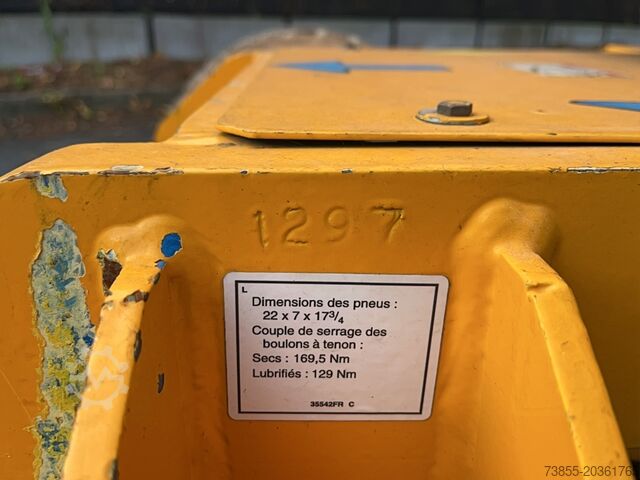 1297
L
Dimensions des pneus :
22 x 7 x 17¾
Couple de serrage des
boulons à tenon :
Secs : 169,5 Nm
Lubrifiés : 129 Nm
35542FR C
73855-20361763